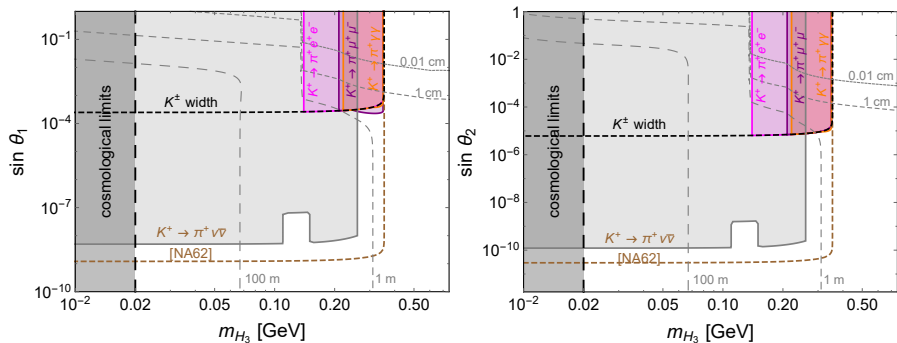 10⁻¹
10⁻⁴
10⁻⁷
10⁻¹⁰
sin θ₁
cosmological limits
K± width
K⁺ → π⁺ e⁺ e⁻
K⁺ → π⁺ μ⁺ μ⁻
K⁺ → π⁺ γγ
0.01 cm
1 cm
K⁺ → π⁺ νν̄
[NA62]
100 m
1 m
10⁻² 0.02 0.05 0.10 0.20 0.50
m_H₃ [GeV]
1
10⁻²
10⁻⁴
10⁻⁶
10⁻⁸
10⁻¹⁰
sin θ₂
cosmological limits
K± width
K⁺ → π⁺ e⁺ e⁻
K⁺ → π⁺ μ⁺ μ⁻
K⁺ → π⁺ γγ
0.01 cm
1 cm
K⁺ → π⁺ νν̄
[NA62]
100 m
1 m
10⁻² 0.02 0.05 0.10 0.20 0.50
m_H₃ [GeV]